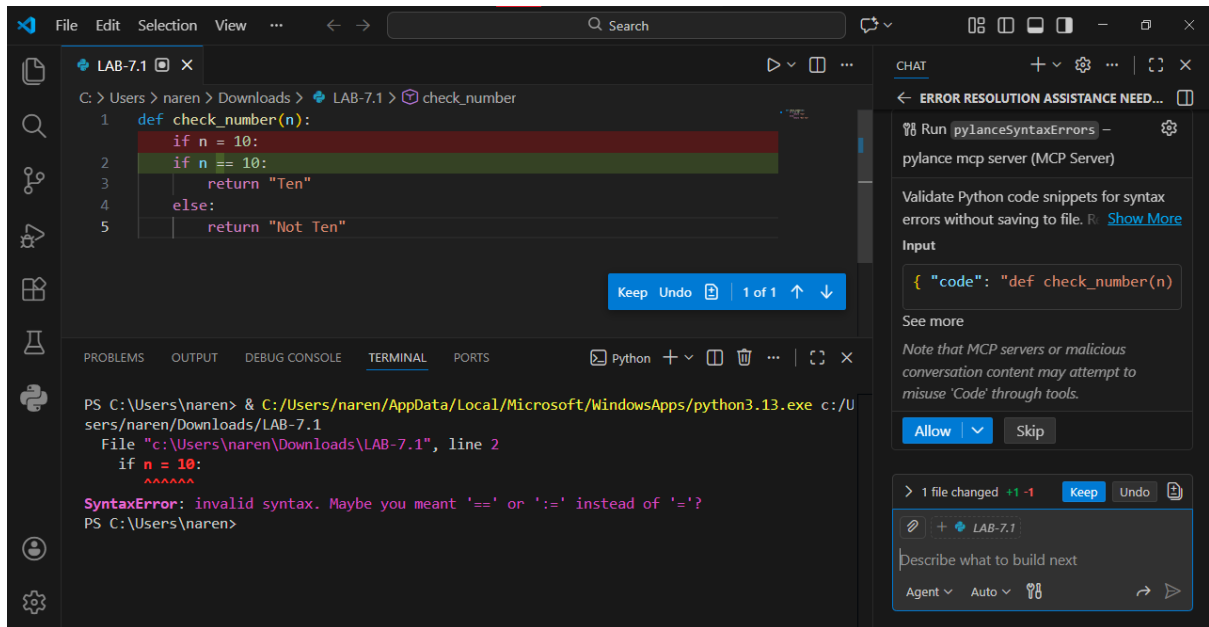 File Edit Selection View ··· Search
LAB-7.1
C: > Users > naren > Downloads > LAB-7.1 > check_number
1 def check_number(n):
if n = 10:
2 if n == 10:
3 return "Ten"
4 else:
5 return "Not Ten"
Keep Undo 1 of 1
PROBLEMS OUTPUT DEBUG CONSOLE TERMINAL PORTS Python
PS C:\Users\naren> & C:/Users/naren/AppData/Local/Microsoft/WindowsApps/python3.13.exe c:/U
sers/naren/Downloads/LAB-7.1
File "c:\Users\naren\Downloads\LAB-7.1", line 2
if n = 10:
^^^^^^
SyntaxError: invalid syntax. Maybe you meant '==' or ':=' instead of '='?
PS C:\Users\naren>
CHAT
ERROR RESOLUTION ASSISTANCE NEED...
Run pylanceSyntaxErrors –
pylance mcp server (MCP Server)
Validate Python code snippets for syntax
errors without saving to file. Show More
Input
{ "code": "def check_number(n)
See more
Note that MCP servers or malicious
conversation content may attempt to
misuse 'Code' through tools.
Allow Skip
1 file changed +1 -1 Keep Undo
+ LAB-7.1
Describe what to build next
Agent Auto